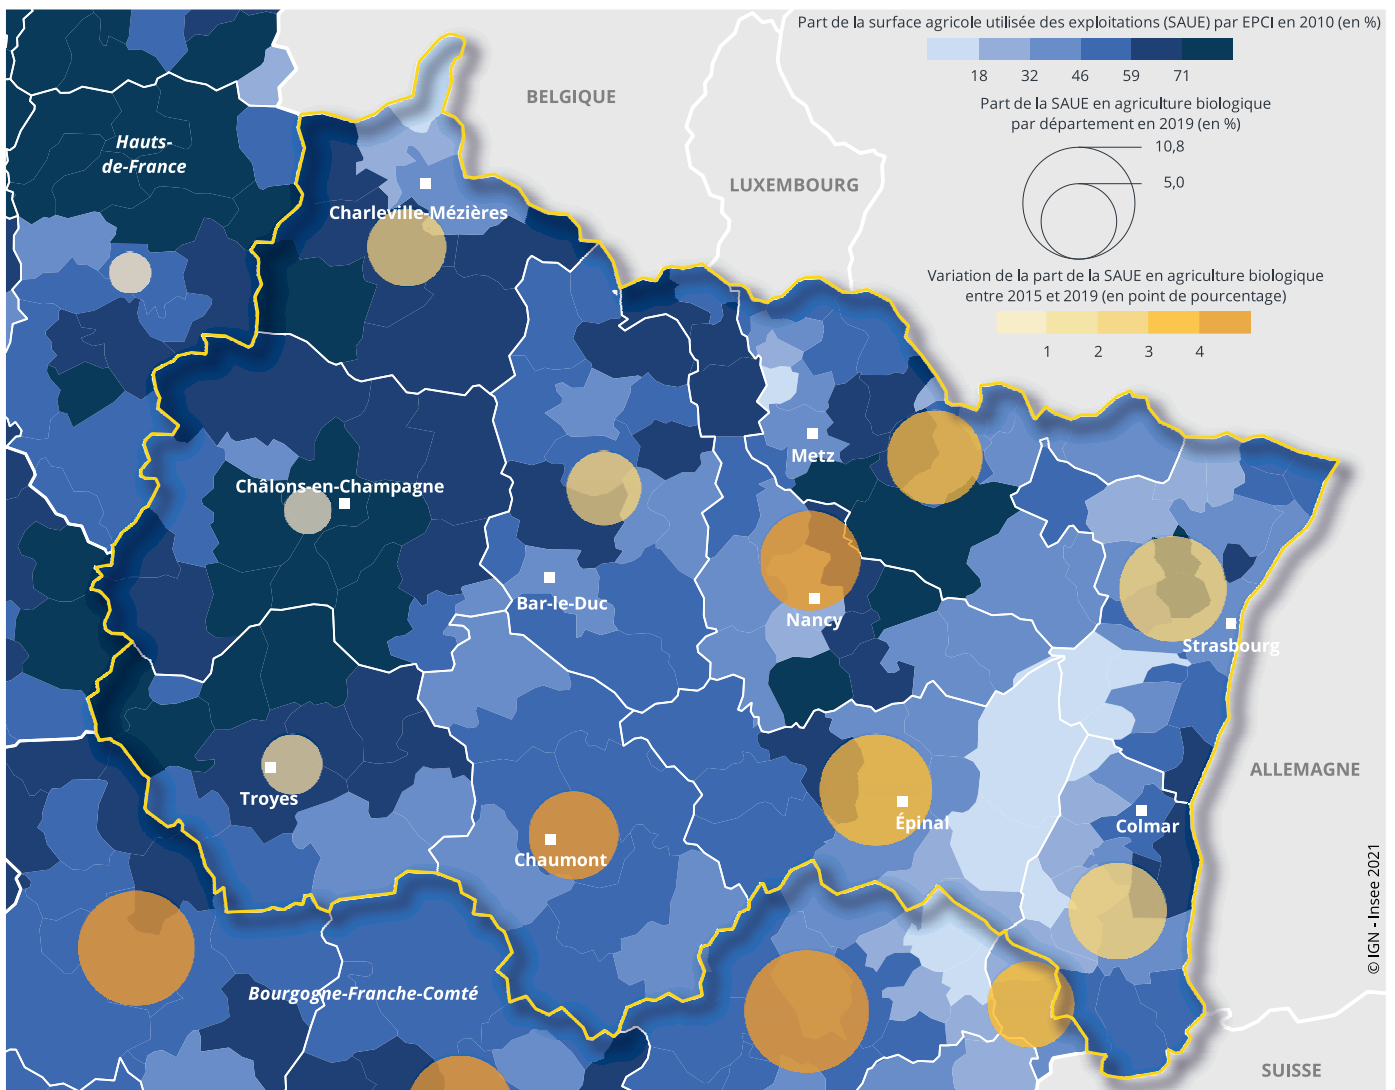 Part de la surface agricole utilisée des exploitations (SAUE) par EPCI en 2010 (en %)
18 32 46 59 71
Part de la SAUE en agriculture biologique
par département en 2019 (en %)
10,8
5,0
Variation de la part de la SAUE en agriculture biologique
entre 2015 et 2019 (en point de pourcentage)
1 2 3 4
BELGIQUE
LUXEMBOURG
Hauts-
de-France
Charleville-Mézières
Metz
Châlons-en-Champagne
Bar-le-Duc
Nancy
Strasbourg
ALLEMAGNE
Troyes
Épinal
Colmar
Chaumont
Bourgogne-Franche-Comté
SUISSE
© IGN - Insee 2021